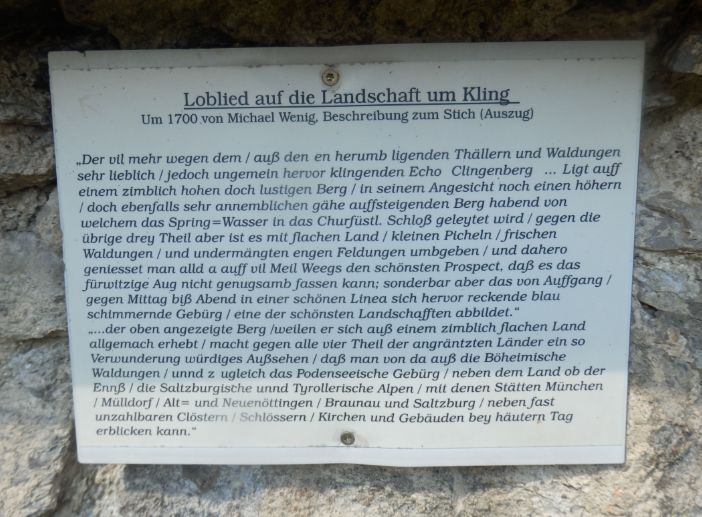 Loblied auf die Landschaft um Kling
Um 1700 von Michael Wenig, Beschreibung zum Stich (Auszug)
„Der vil mehr wegen dem / auß den en herumb ligenden Thällern und Waldungen
sehr lieblich / jedoch ungemein hervor klingenden Echo Clingenberg ... Ligt auff
einem zimblich hohen doch lustigen Berg / in seinem Angesicht noch einen höhern
/ doch ebenfalls sehr annemblichen gähe auffsteigenden Berg habend von
welchem das Spring=Wasser in das Churfüstl. Schloß geleytet wird / gegen die
übrige drey Theil aber ist es mit flachen Land / kleinen Picheln / frischen
Waldungen / und undermängten engen Feldungen umbgeben / und dahero
geniesset man alld a auff vil Meil Weegs den schönsten Prospect, daß es das
fürwitzige Aug nicht genugsamb fassen kann; sonderbar aber das von Auffgang /
gegen Mittag biß Abend in einer schönen Linea sich hervor reckende blau
schimmernde Gebürg / eine der schönsten Landschafften abbildet.“
„...der oben angezeigte Berg /weilen er sich auß einem zimblich flachen Land
allgemach erhebt / macht gegen alle vier Theil der angräntzten Länder ein so
Verwunderung würdiges Außsehen / daß man von da auß die Böheimische
Waldungen / unnd z ugleich das Podenseeische Gebürg / neben dem Land ob der
Ennß / die Saltzburgische unnd Tyrollerische Alpen / mit denen Stätten München
/ Mülldorf / Alt= und Neuenöttingen / Braunau und Saltzburg / neben fast
unzahlbaren Clöstern / Schlössern / Kirchen und Gebäuden bey häutern Tag
erblicken kann.“